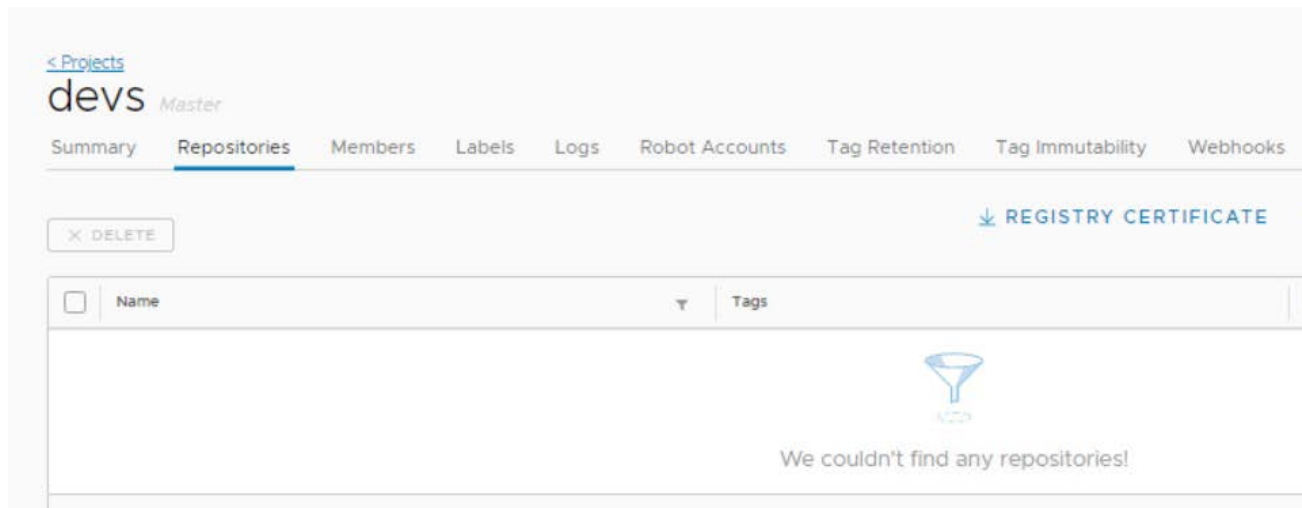 < Projects
devs Master
Summary Repositories Members Labels Logs Robot Accounts Tag Retention Tag Immutability Webhooks
REGISTRY CERTIFICATE
X DELETE
Name Tags
We couldn't find any repositories!